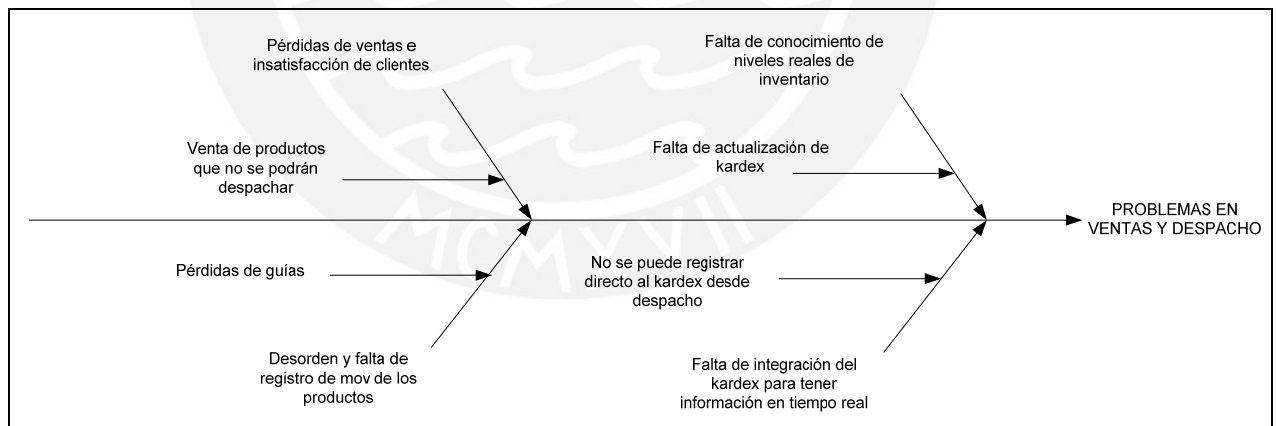 Pérdidas de ventas e
insatisfacción de clientes
Falta de conocimiento de
niveles reales de
inventario
Venta de productos
que no se podrán
despachar
Falta de actualización de
kardex
PROBLEMAS EN
VENTAS Y DESPACHO
MCMXVII
Pérdidas de guías
No se puede registrar
directo al kardex desde
despacho
Desorden y falta de
registro de mov de los
productos
Falta de integración del
kardex para tener
información en tiempo real